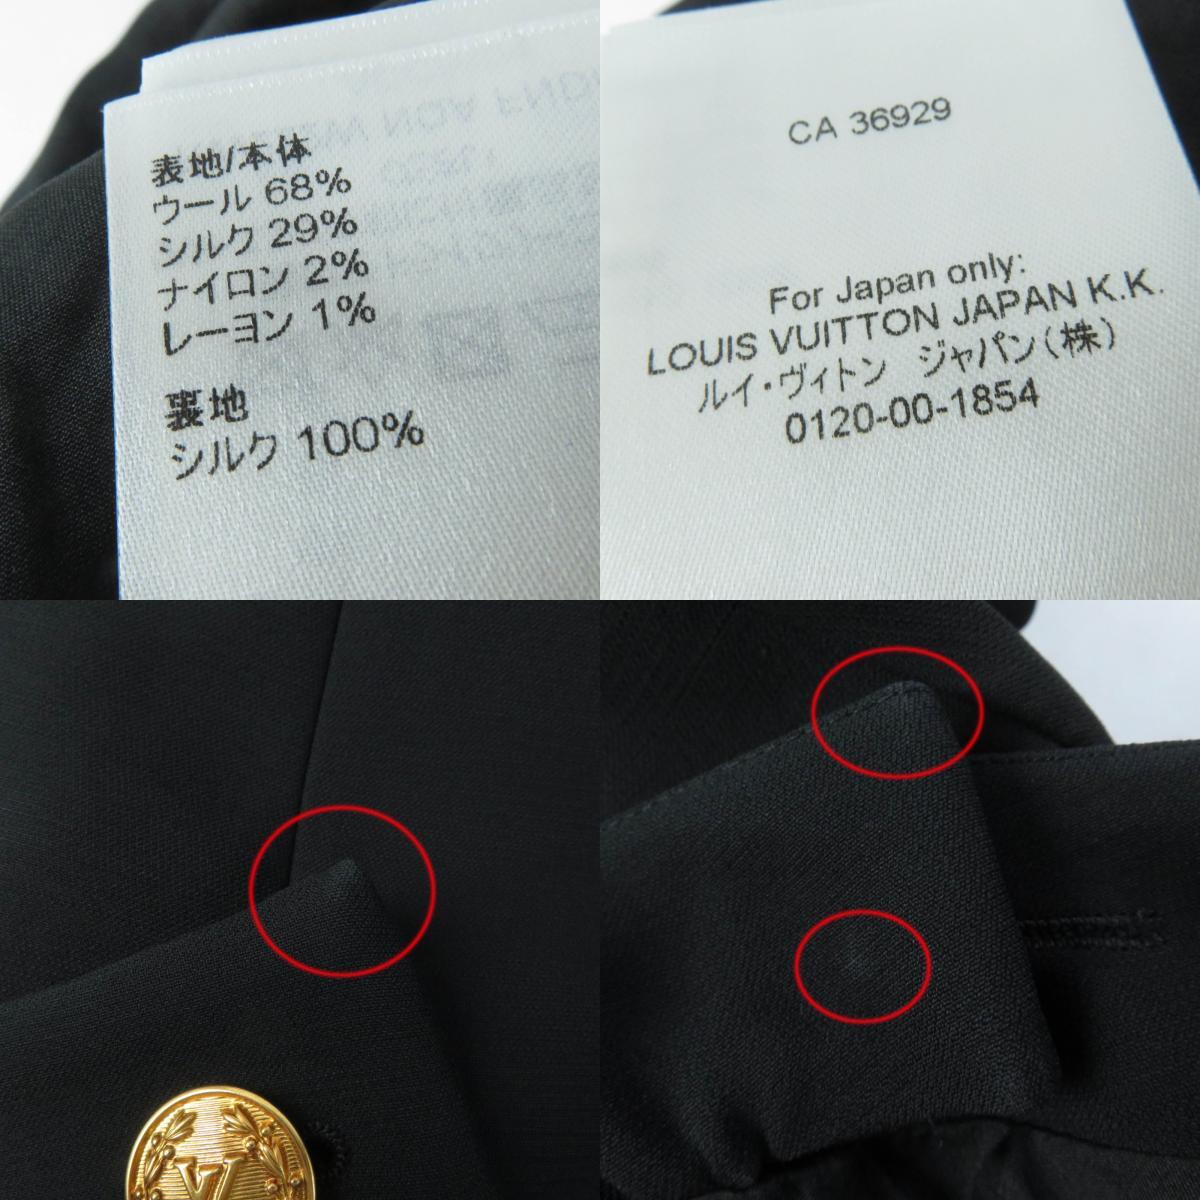 表地/本体
ウール 68%
シルク 29%
ナイロン 2%
レーヨン 1%
裏地
シルク 100%
CA 36929
For Japan only:
LOUIS VUITTON JAPAN K.K.
ルイ・ヴィトン ジャパン(株)
0120-00-1854